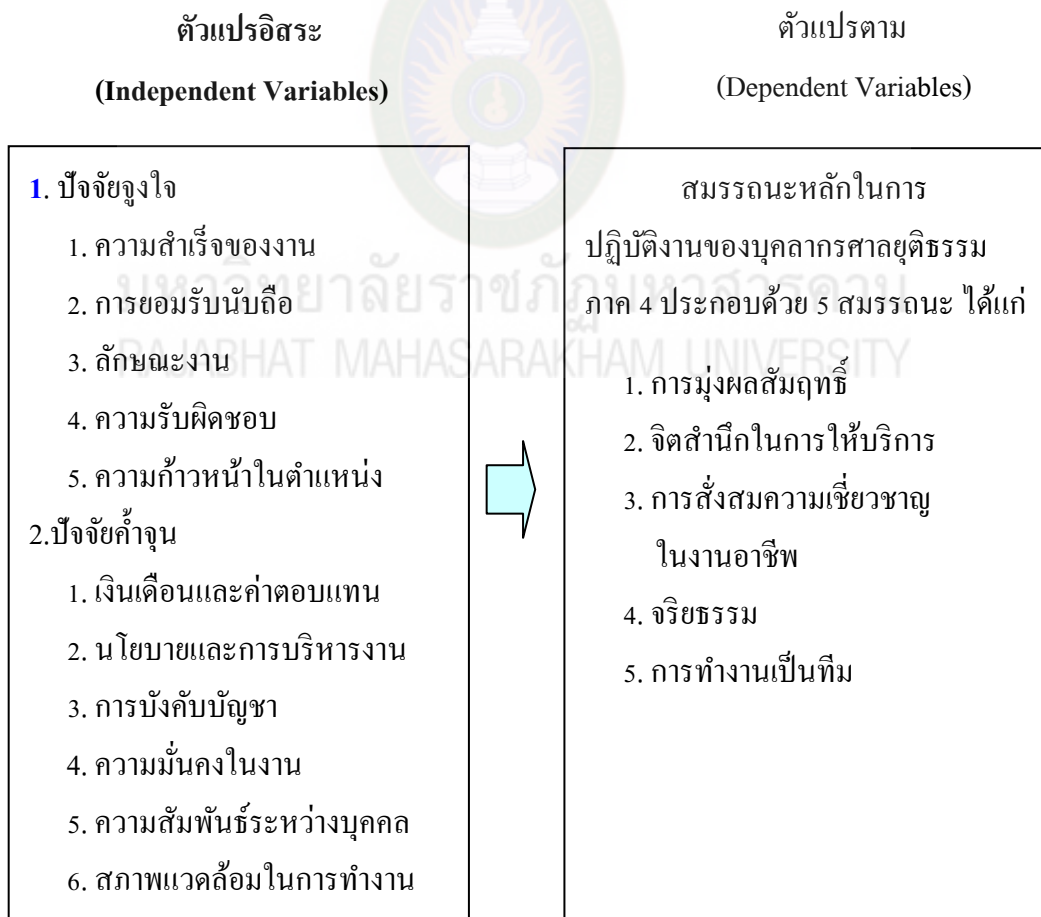 ตัวแปรอิสระ
(Independent Variables)
1. ปัจจัยจูงใจ
1. ความสำเร็จของงาน
2. การยอมรับนับถือ
3. ลักษณะงาน
4. ความรับผิดชอบ
5. ความก้าวหน้าในตำแหน่ง
2.ปัจจัยค้ำจุน
1. เงินเดือนและค่าตอบแทน
2. นโยบายและการบริหารงาน
3. การบังคับบัญชา
4. ความมั่นคงในงาน
5. ความสัมพันธ์ระหว่างบุคคล
6. สภาพแวดล้อมในการทำงาน
ตัวแปรตาม
(Dependent Variables)
สมรรถนะหลักในการ
ปฏิบัติงานของบุคลากรศาลยุติธรรม
ภาค 4 ประกอบด้วย 5 สมรรถนะ ได้แก่
1. การมุ่งผลสัมฤทธิ์
2. จิตสำนึกในการให้บริการ
3. การสั่งสมความเชี่ยวชาญ
ในงานอาชีพ
4. จริยธรรม
5. การทำงานเป็นทีม
มหาวิทยาลัยราชภัฏมหาสารคาม
RAJABHAT MAHASARAKHAM UNIVERSITY